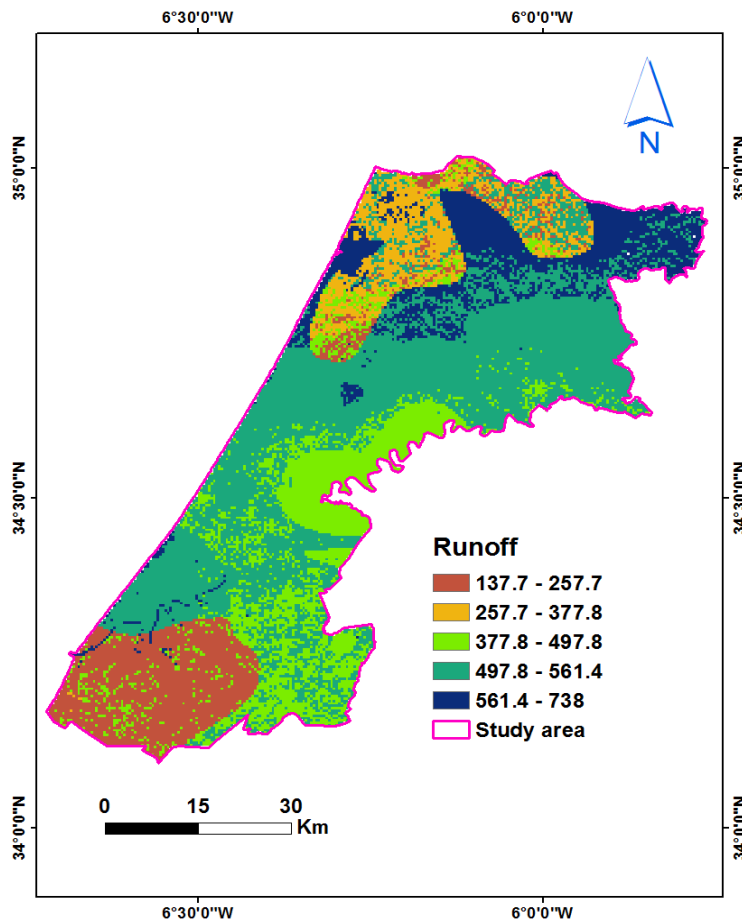 6°30'0"W 6°0'0"W
N
35°0'0"N 35°0'0"N
34°30'0"N 34°30'0"N
Runoff
137.7 - 257.7
257.7 - 377.8
377.8 - 497.8
497.8 - 561.4
561.4 - 738
Study area
0 15 30
Km
34°0'0"N 34°0'0"N
6°30'0"W 6°0'0"W